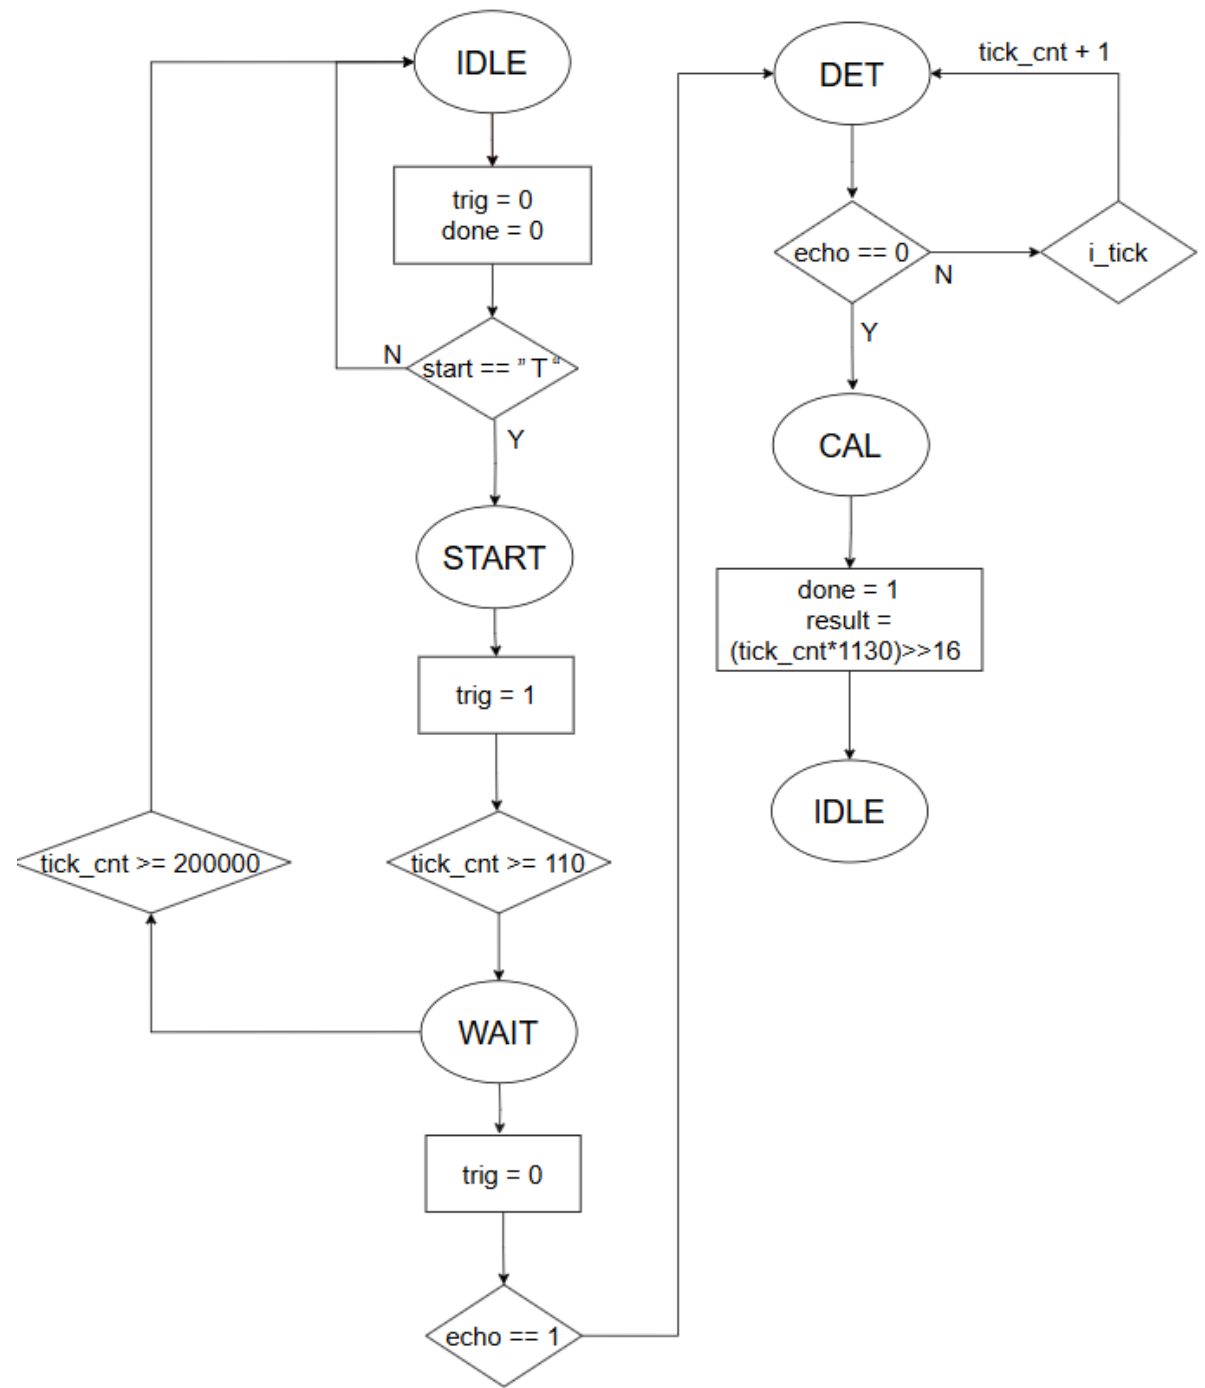 IDLE
trig = 0
done = 0
start == ” T “
N
Y
START
trig = 1
tick_cnt >= 200000
tick_cnt >= 110
WAIT
trig = 0
echo == 1
DET
tick_cnt + 1
echo == 0
N
i_tick
Y
CAL
done = 1
result =
(tick_cnt*1130)>>16
IDLE